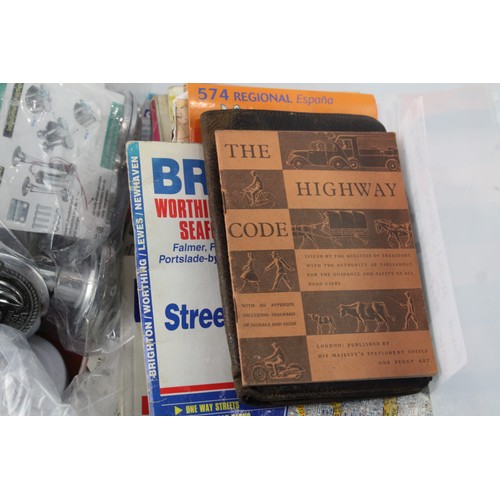 574 REGIONAL España
BRIGHTON/WORTHING/LEWES/NEWHAVEN
BR
WORTHI
SEAF
Falmer, F
Portslade-by
Stree
ONE WAY STREETS
THE
HIGHWAY
CODE
ISSUED BY THE MINISTER OF TRANSPORT
WITH THE AUTHORITY OF PARLIAMENT
FOR THE GUIDANCE AND SAFETY OF ALL
ROAD USERS
WITH AN APPENDIX
INCLUDING DIAGRAMS
OF SIGNALS AND SIGNS
LONDON: PUBLISHED BY
HIS MAJESTY'S STATIONERY OFFICE
ONE PENNY NET